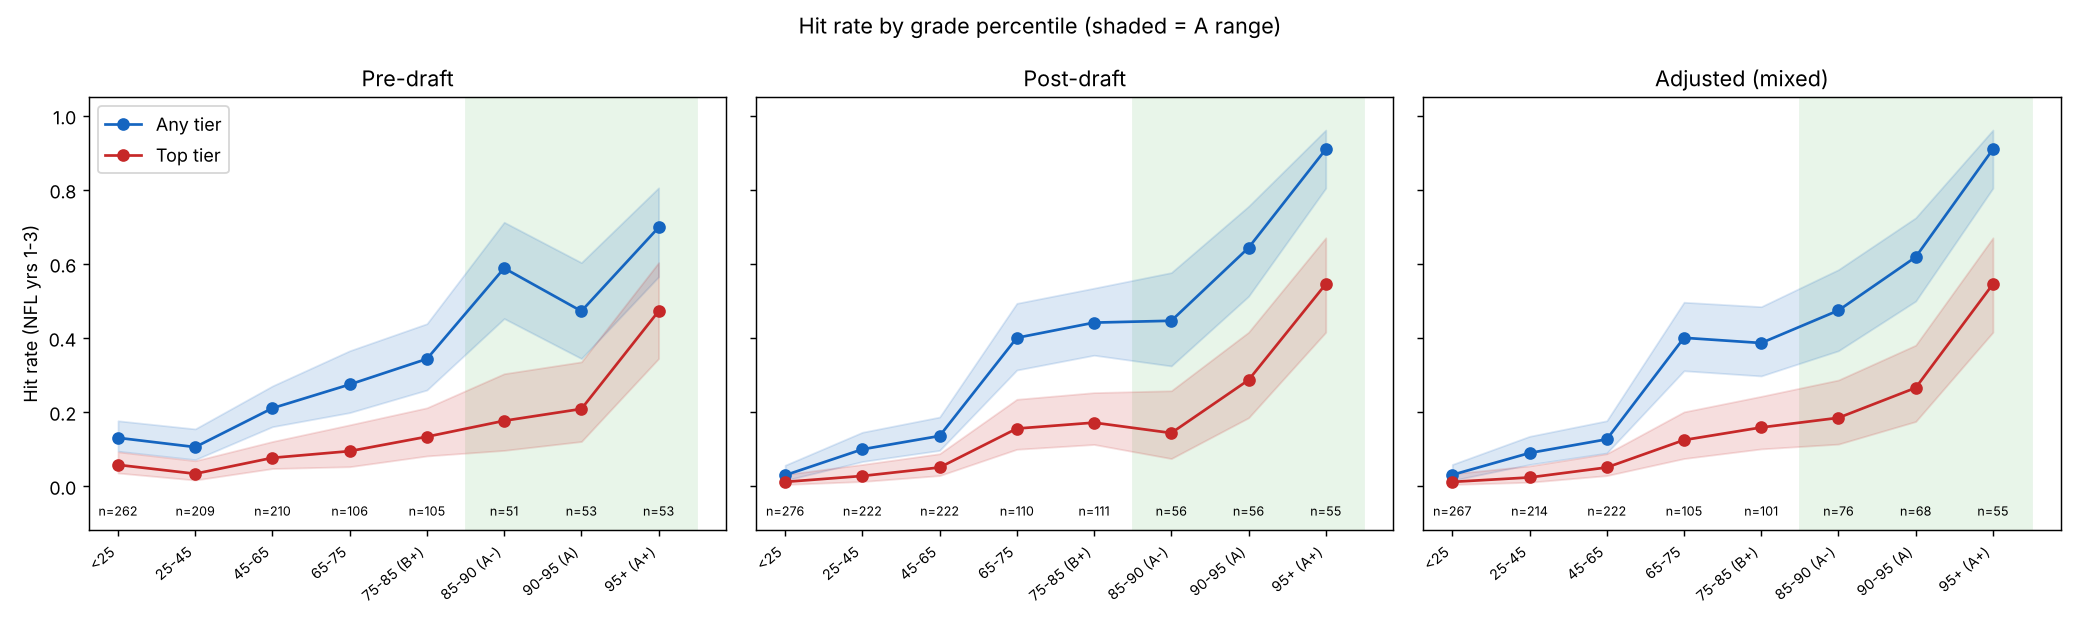 Hit rate by grade percentile (shaded = A range)
Pre-draft
Post-draft
Adjusted (mixed)
Hit rate (NFL yrs 1-3)
1.0
0.8
0.6
0.4
0.2
0.0
Any tier
Top tier
n=262 n=209 n=210 n=106 n=105 n=51 n=53 n=53
<25 25-45 45-65 65-75 75-85 (B+) 85-90 (A-) 90-95 (A) 95+ (A+)
n=276 n=222 n=222 n=110 n=111 n=56 n=56 n=55
<25 25-45 45-65 65-75 75-85 (B+) 85-90 (A-) 90-95 (A) 95+ (A+)
n=267 n=214 n=222 n=105 n=101 n=76 n=68 n=55
<25 25-45 45-65 65-75 75-85 (B+) 85-90 (A-) 90-95 (A) 95+ (A+)